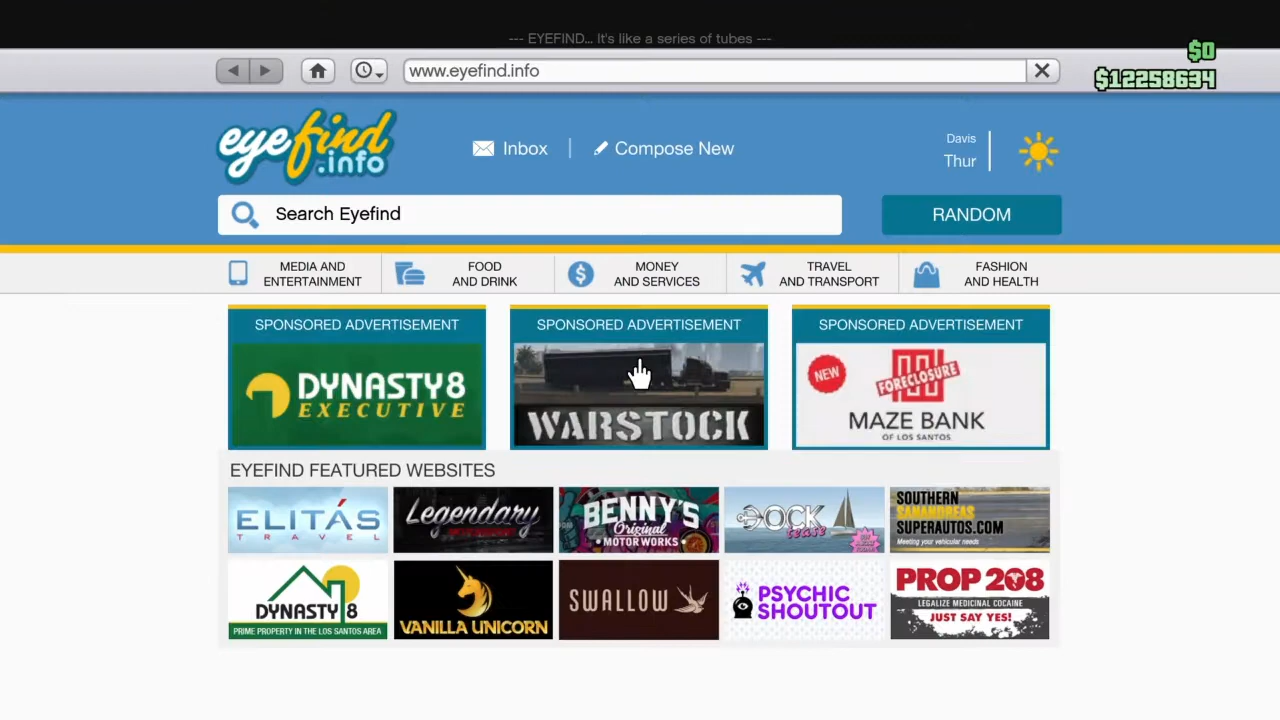 --- EYEFIND... It's like a series of tubes ---
$0
www.eyefind.info
$12258634
eyefind
.info
Inbox
Compose New
Davis
Thur
Search Eyefind
RANDOM
MEDIA AND
ENTERTAINMENT
FOOD
AND DRINK
MONEY
AND SERVICES
TRAVEL
AND TRANSPORT
FASHION
AND HEALTH
SPONSORED ADVERTISEMENT
DYNASTY8
EXECUTIVE
SPONSORED ADVERTISEMENT
WARSTOCK
SPONSORED ADVERTISEMENT
NEW
FORECLOSURE
MAZE BANK
OF LOS SANTOS
EYEFIND FEATURED WEBSITES
ELITÁS
TRAVEL
Legendary
BENNY'S
Original
MOTOR WORKS
DOCK
tease
SOUTHERN
SANANDREAS
SUPERAUTOS.COM
Meeting your vehicular needs
DYNASTY 8
PRIME PROPERTY IN THE LOS SANTOS AREA
VANILLA UNICORN
SWALLOW
PSYCHIC
SHOUTOUT
PROP 208
LEGALIZE MEDICINAL COCAINE
JUST SAY YES!